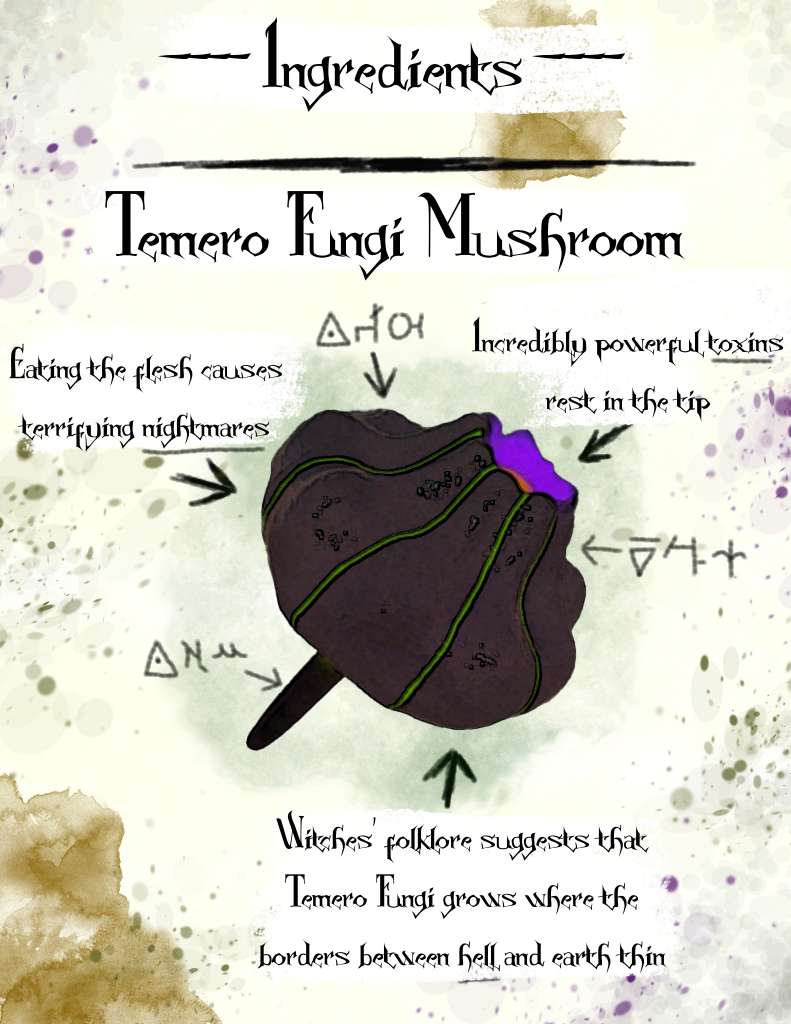 Ingredients
Temero Fungi Mushroom
Eating the flesh causes
terrifying nightmares
Incredibly powerful toxins
rest in the tip
Witches' folklore suggests that
Temero Fungi grows where the
borders between hell and earth thin